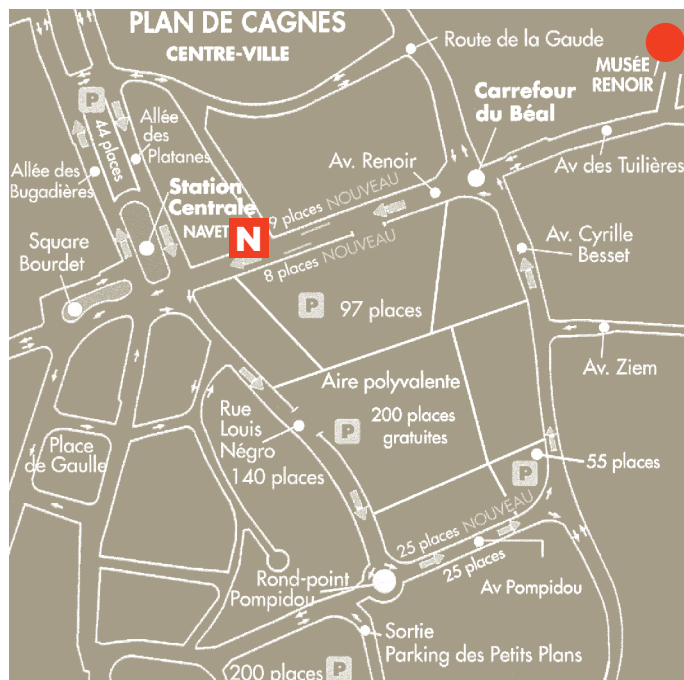 PLAN DE CAGNES
CENTRE-VILLE
Route de la Gaude
MUSÉE
RENOIR
Carrefour
du Béal
P
44 places
Allée
des
Platanes
Av. Renoir
Av des Tuilières
Allée des
Bugadières
Station
Centrale
NAVET
N
9 places NOUVEAU
8 places NOUVEAU
Square
Bourdet
Av. Cyrille
Besset
P
97 places
Av. Ziem
Aire polyvalente
P
200 places
gratuites
Rue
Louis
Négro
140 places
Place
de Gaulle
P
55 places
25 places NOUVEAU
25 places
Av Pompidou
Rond-point
Pompidou
Sortie
Parking des Petits Plans
200 places
P